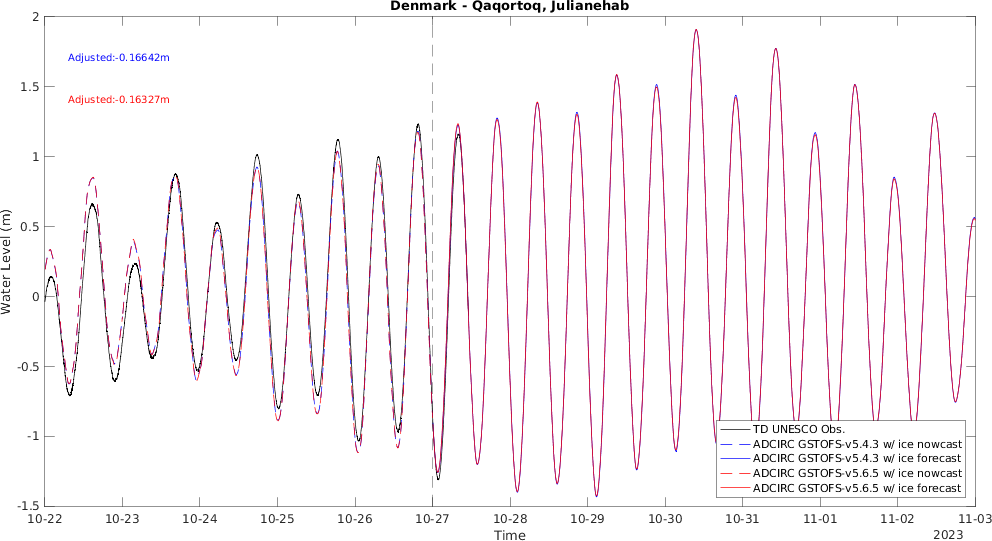 Denmark - Qaqortoq, Julianehab
Adjusted:-0.16642m
Adjusted:-0.16327m
Water Level (m)
2
1.5
1
0.5
0
-0.5
-1
-1.5
TD UNESCO Obs.
ADCIRC GSTOFS-v5.4.3 w/ ice nowcast
ADCIRC GSTOFS-v5.4.3 w/ ice forecast
ADCIRC GSTOFS-v5.6.5 w/ ice nowcast
ADCIRC GSTOFS-v5.6.5 w/ ice forecast
10-22 10-23 10-24 10-25 10-26 10-27 10-28 10-29 10-30 10-31 11-01 11-02 11-03
Time
2023